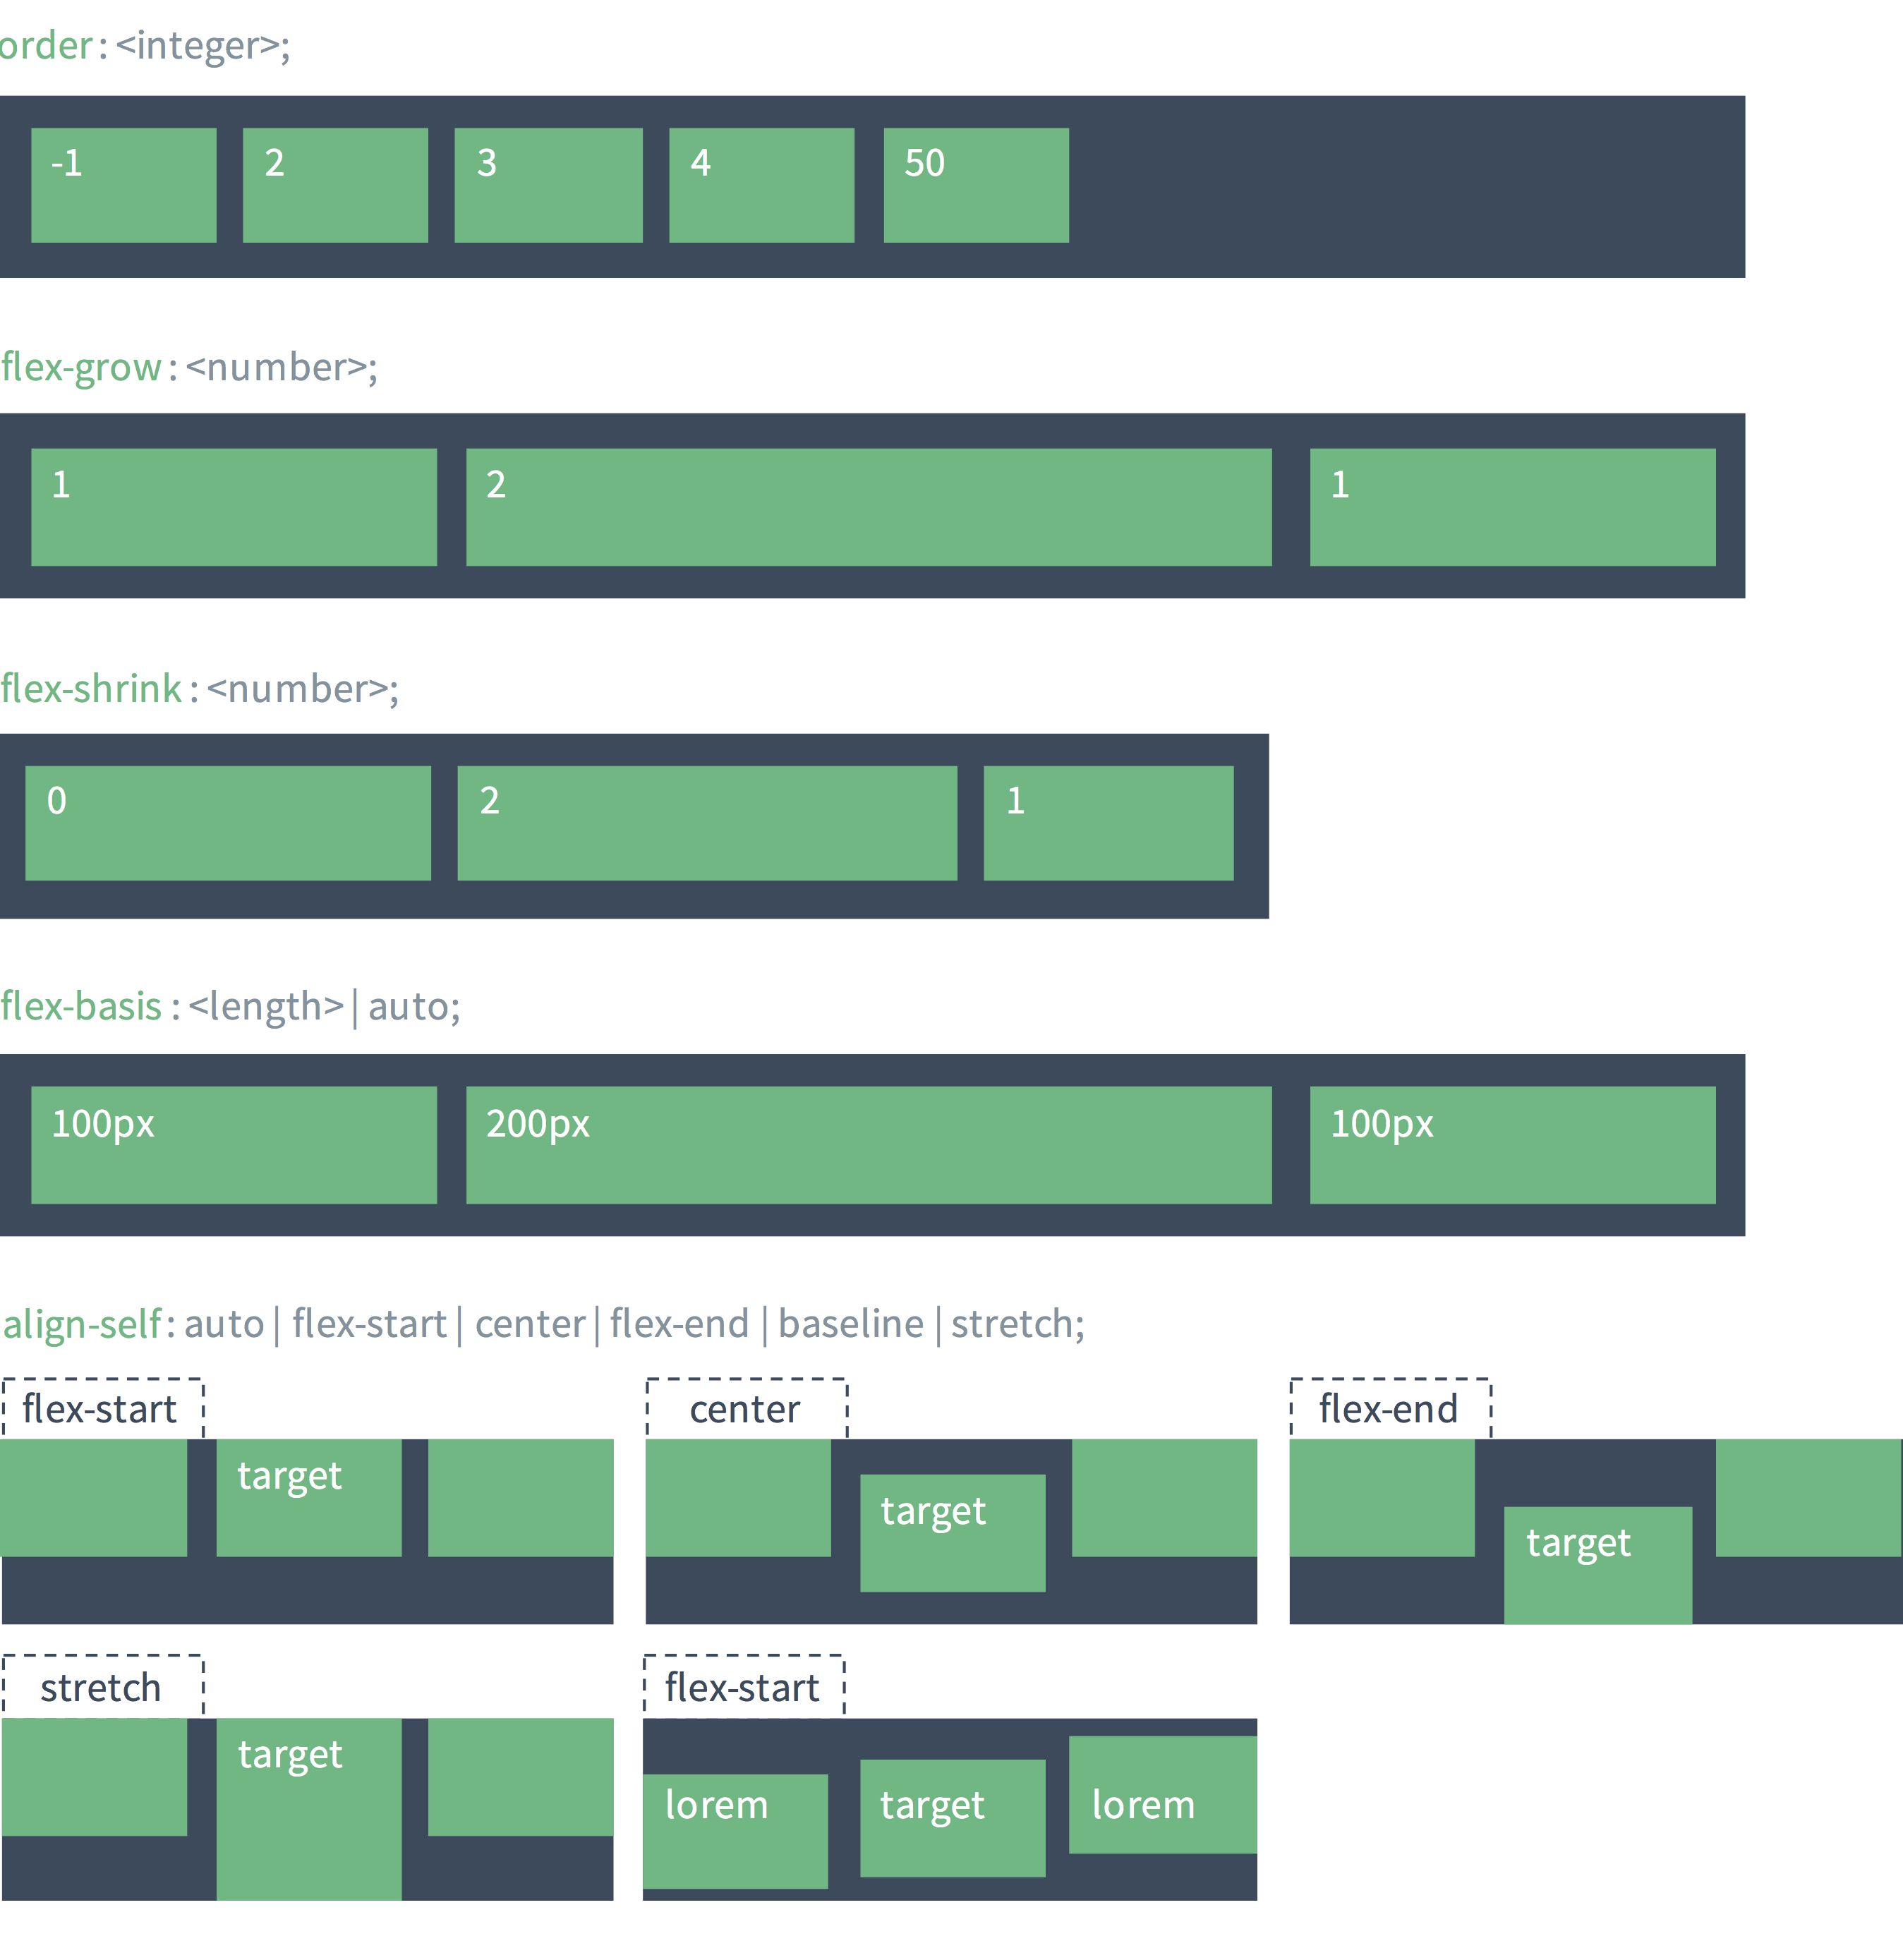 order : <integer>;
-1 2 3 4 50
flex-grow : <number>;
1 2 1
flex-shrink : <number>;
0 2 1
flex-basis : <length> | auto;
100px 200px 100px
align-self : auto | flex-start | center | flex-end | baseline | stretch;
flex-start center flex-end
target target target
stretch flex-start
target
lorem target lorem